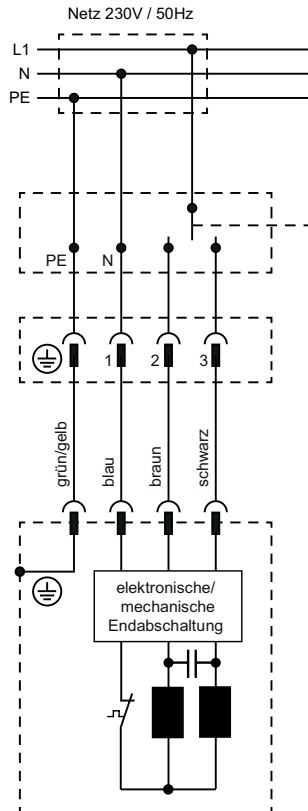 Netz 230V / 50Hz
L1
N
PE
PE N
1 2 3
grün/gelb
blau
braun
schwarz
elektronische/
mechanische
Endabschaltung